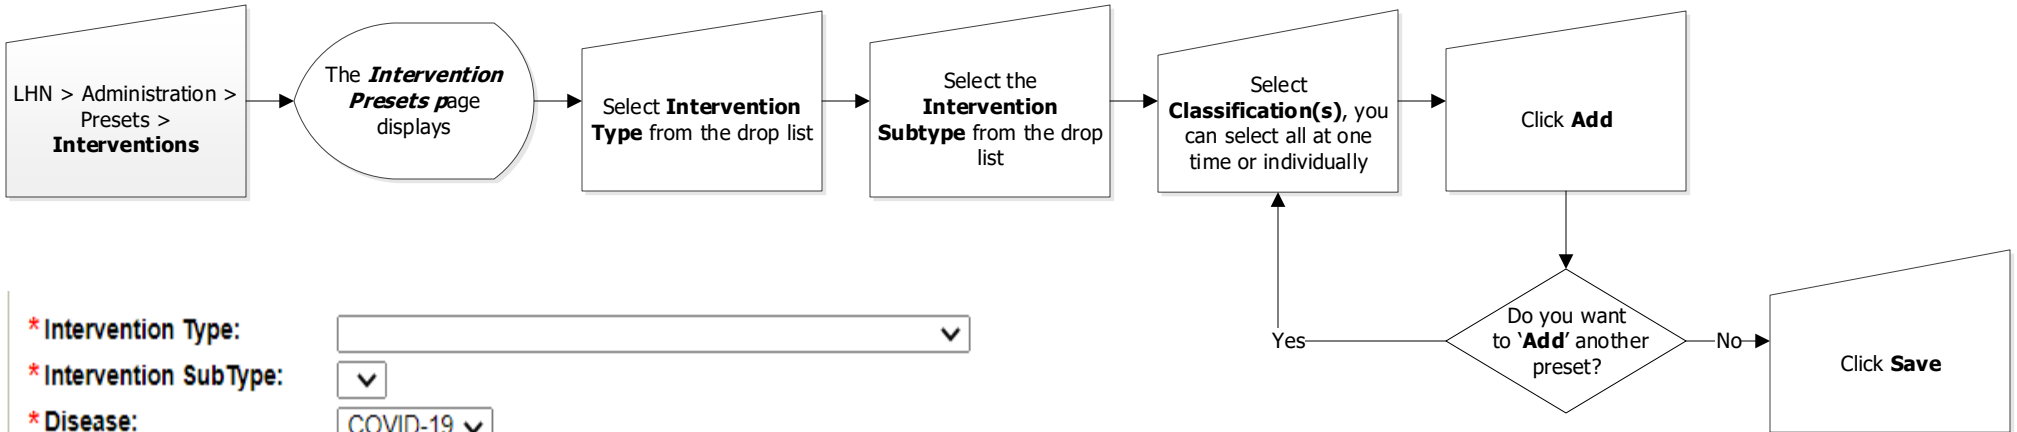 LHN > Administration >
Presets >
Interventions
The Intervention
Presets page
displays
Select Intervention
Type from the drop list
Select the
Intervention
Subtype from the drop
list
Select
Classification(s), you
can select all at one
time or individually
Click Add
Do you want
to ‘Add’ another
preset?
Yes
No
Click Save
* Intervention Type:
* Intervention SubType:
* Disease:
COVID-19